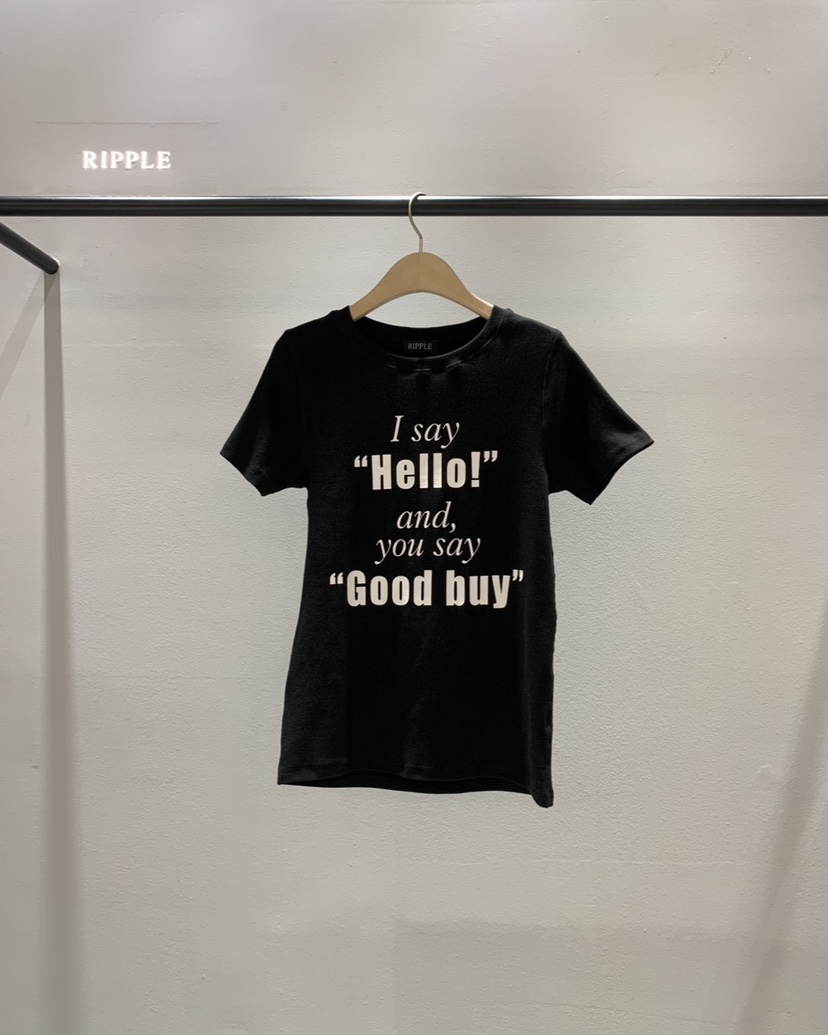 RIPPLE
RIPPLE
I say
“Hello!”
and,
you say
“Good buy”